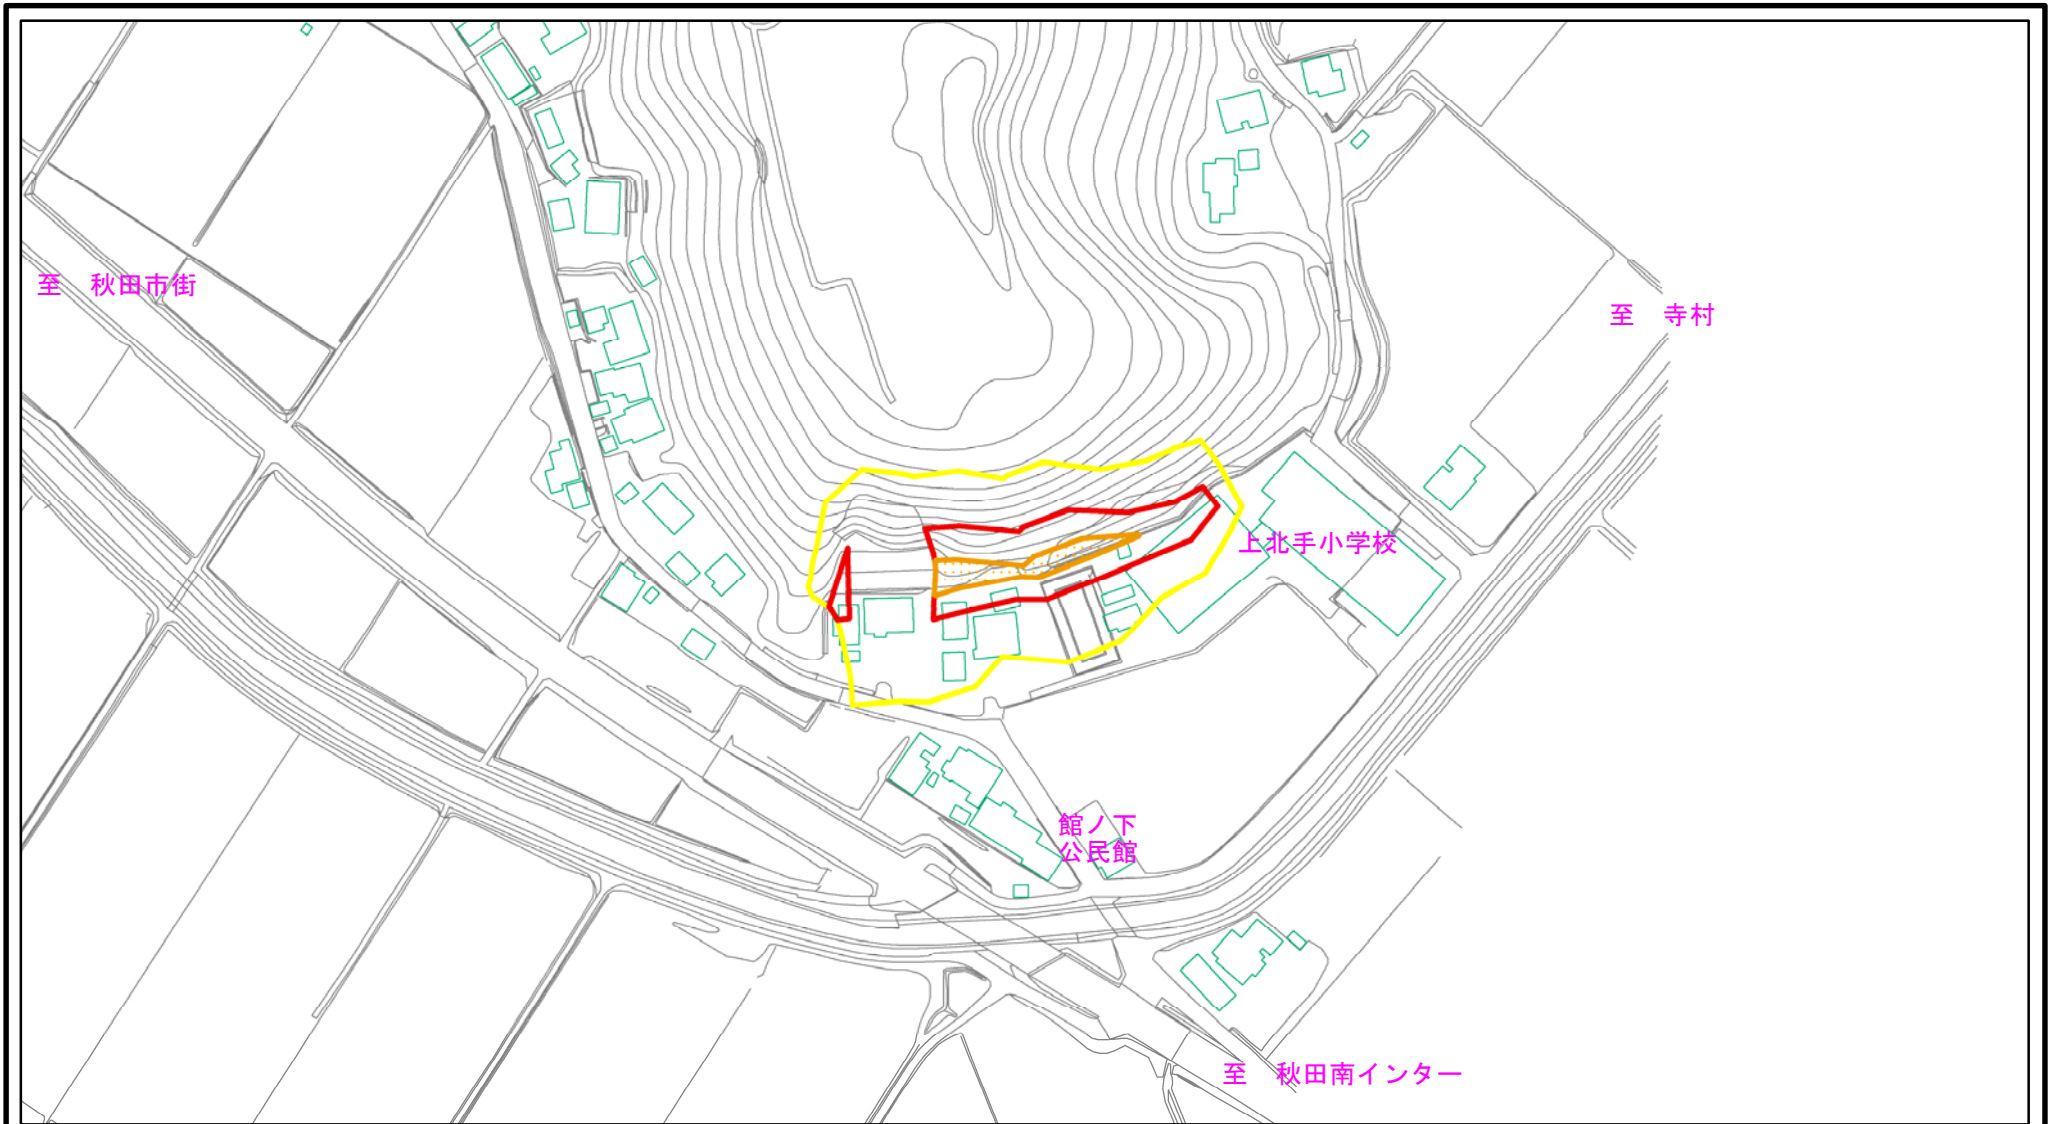 至　秋田市街
至　寺村
上北手小学校
館ノ下
公民館
至　秋田南インター